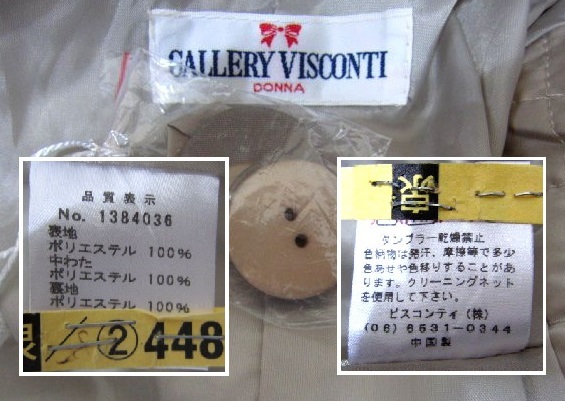 GALLERY VISCONTI
DONNA
品質表示
No. 1384036
表地
ポリエステル 100%
中わた
ポリエステル 100%
裏地
ポリエステル 100%
② 448
タンブラー乾燥禁止
色柄物は発汗、摩擦等で多少
色あせや色移りすることがあ
ります。クリーニングネット
を使用して下さい。
ビスコンティ(株)
(06) 6531-0344
中国製